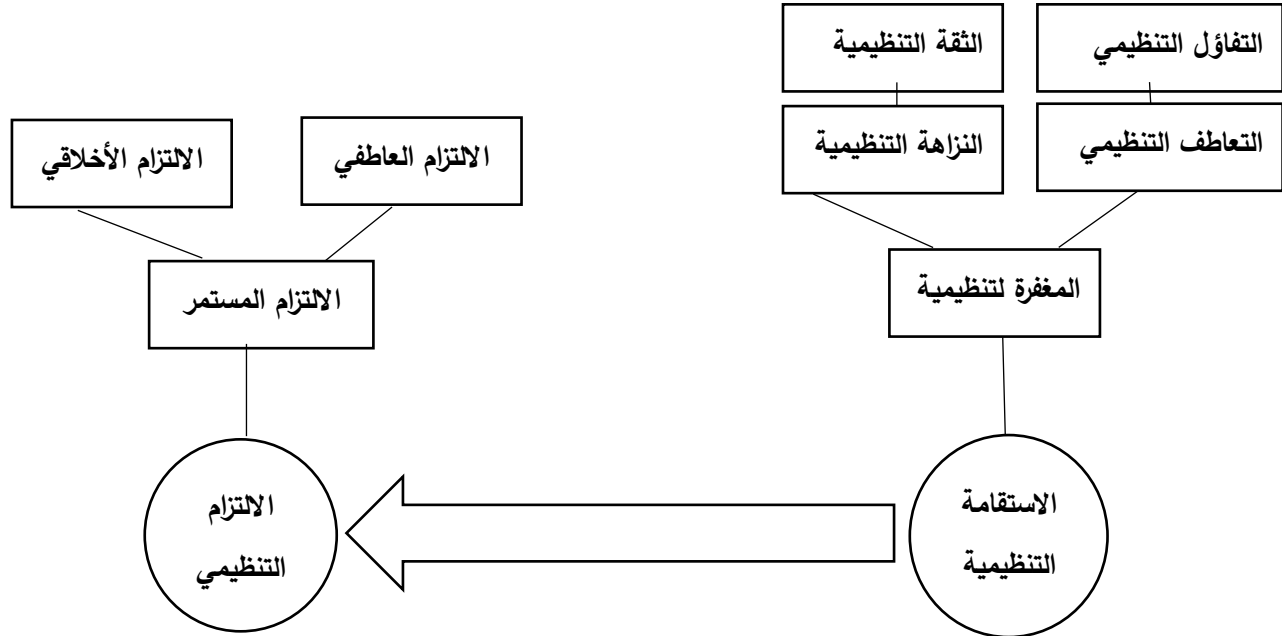 التفاؤل التنظيمي
الثقة التنظيمية
التعاطف التنظيمي
النزاهة التنظيمية
الالتزام العاطفي
الالتزام الأخلاقي
المغفرة لتنظيمية
الالتزام المستمر
الاستقامة
التنظيمية
الالتزام
التنظيمي